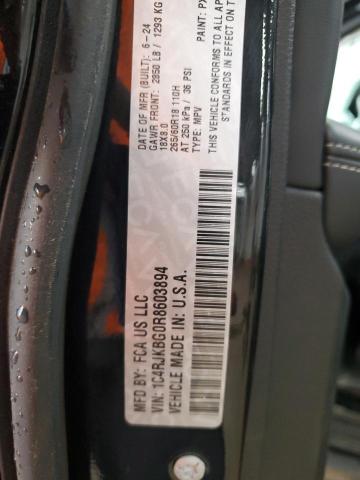 MFD BY: FCA US LLC
DATE OF MFR (BUILT): 6-24
GAWR FRONT: 2850 LB / 1293 KG
18X8.0
265/60R18 110H
AT 250 kPa / 36 PSI
TYPE: MPV
PAINT:
THIS VEHICLE CONFORMS TO ALL AP
STANDARDS IN EFFECT ON
VIN: 1C4RJKBG0R8603894
VEHICLE MADE IN: U.S.A.